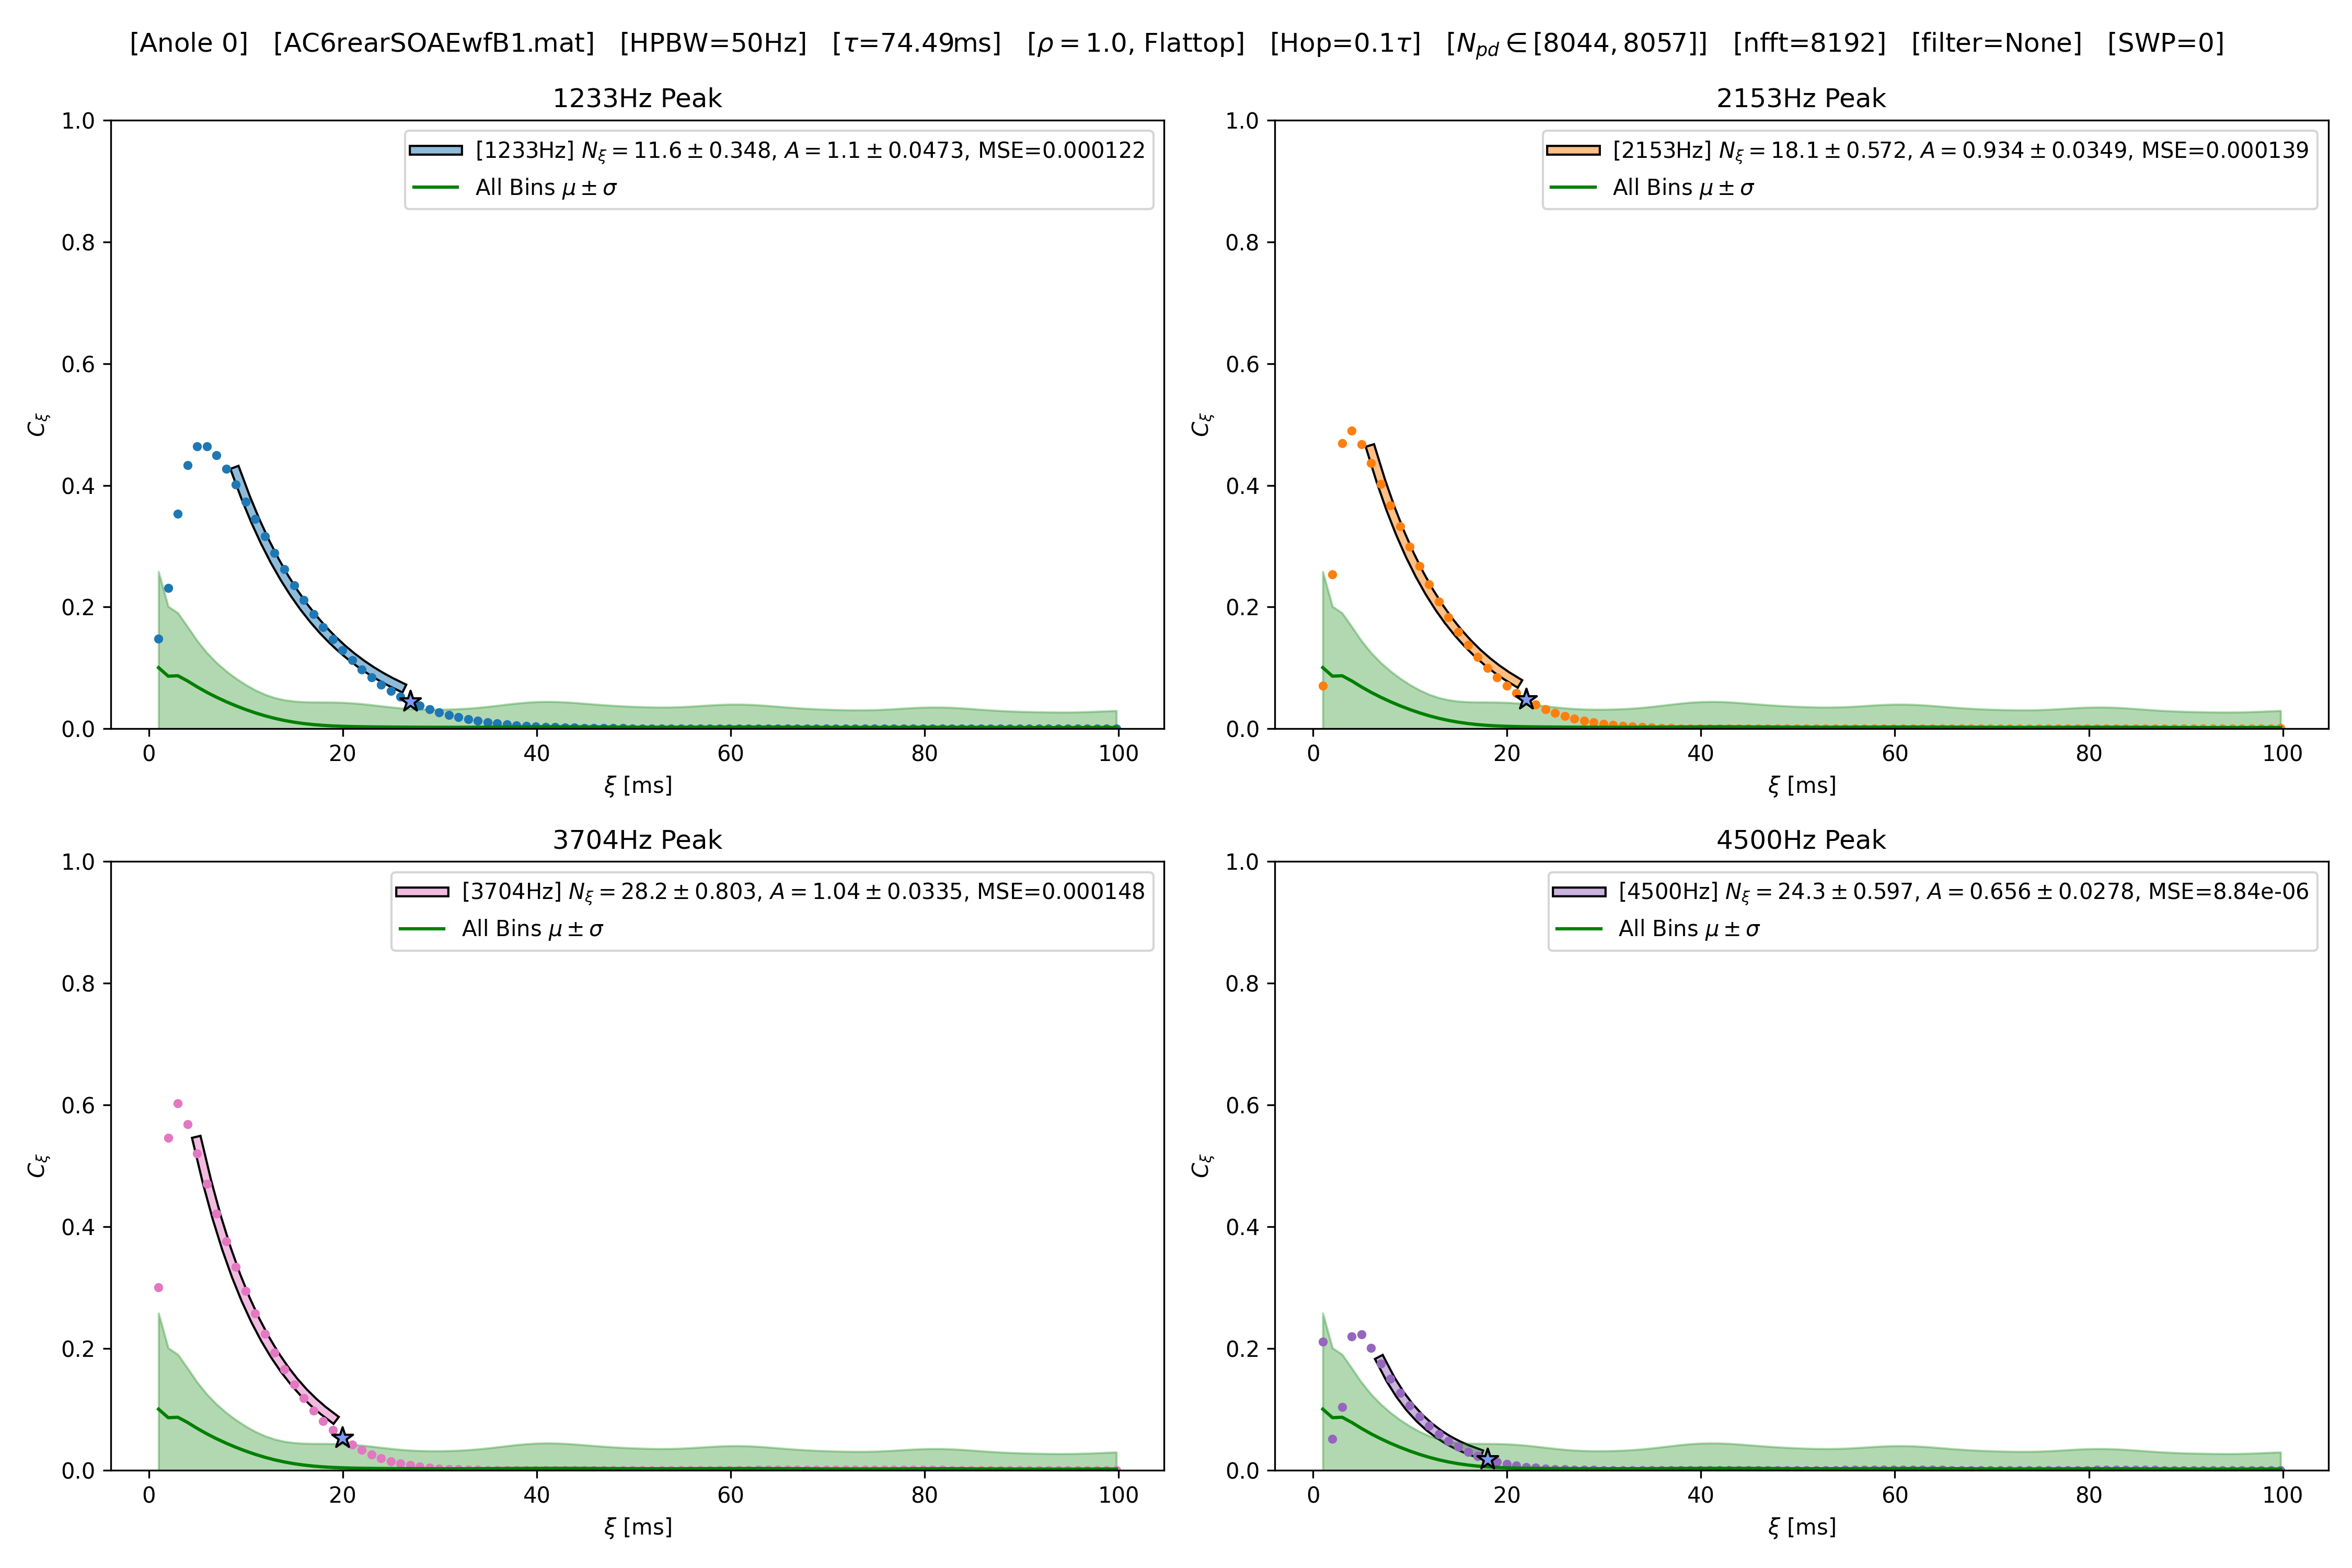 [Anole 0] [AC6rearSOAEwfB1.mat] [HPBW=50Hz] [τ=74.49ms] [ρ = 1.0, Flattop] [Hop=0.1τ] [N_pd ∈ [8044, 8057]] [nfft=8192] [filter=None] [SWP=0]
1233Hz Peak
[1233Hz] N_ξ = 11.6 ± 0.348, A = 1.1 ± 0.0473, MSE=0.000122
All Bins μ ± σ
1.0
0.8
0.6
0.4
0.2
0.0
C_ξ
0 20 40 60 80 100
ξ [ms]
2153Hz Peak
[2153Hz] N_ξ = 18.1 ± 0.572, A = 0.934 ± 0.0349, MSE=0.000139
All Bins μ ± σ
1.0
0.8
0.6
0.4
0.2
0.0
C_ξ
0 20 40 60 80 100
ξ [ms]
3704Hz Peak
[3704Hz] N_ξ = 28.2 ± 0.803, A = 1.04 ± 0.0335, MSE=0.000148
All Bins μ ± σ
1.0
0.8
0.6
0.4
0.2
0.0
C_ξ
0 20 40 60 80 100
ξ [ms]
4500Hz Peak
[4500Hz] N_ξ = 24.3 ± 0.597, A = 0.656 ± 0.0278, MSE=8.84e-06
All Bins μ ± σ
1.0
0.8
0.6
0.4
0.2
0.0
C_ξ
0 20 40 60 80 100
ξ [ms]